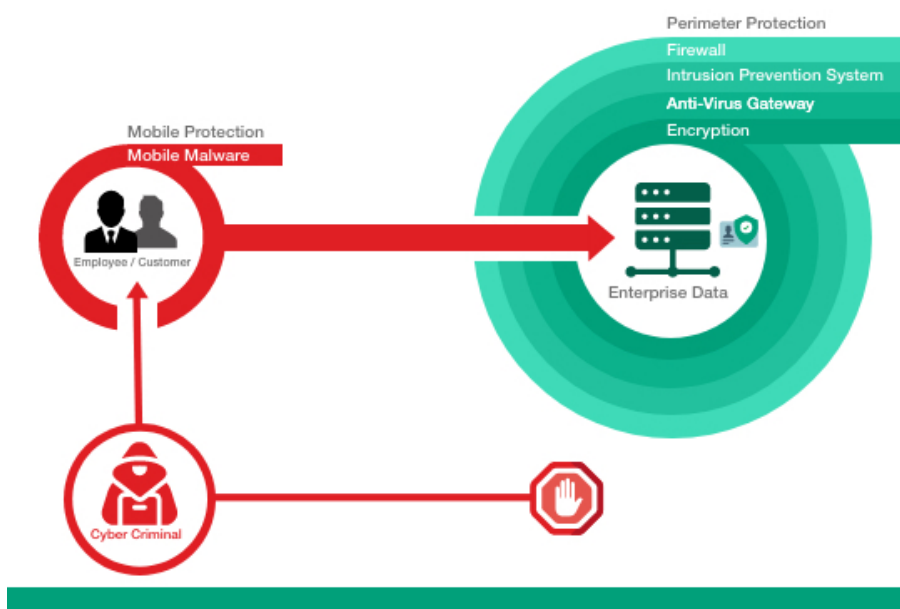 Perimeter Protection
Firewall
Intrusion Prevention System
Anti-Virus Gateway
Encryption
Mobile Protection
Mobile Malware
Employee / Customer
Enterprise Data
Cyber Criminal